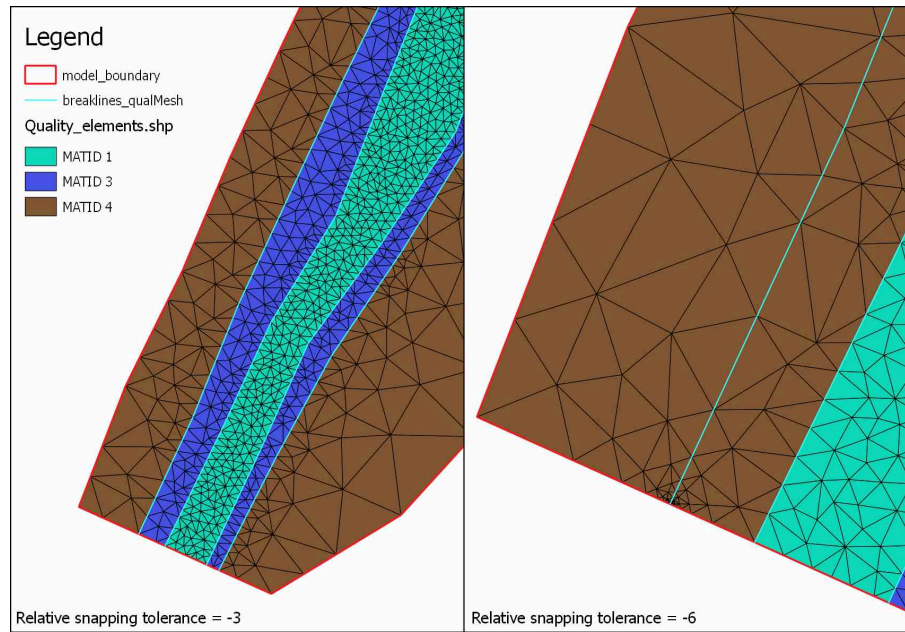 Legend
model_boundary
breaklines_qualMesh
Quality_elements.shp
MATID 1
MATID 3
MATID 4
Relative snapping tolerance = -3
Relative snapping tolerance = -6